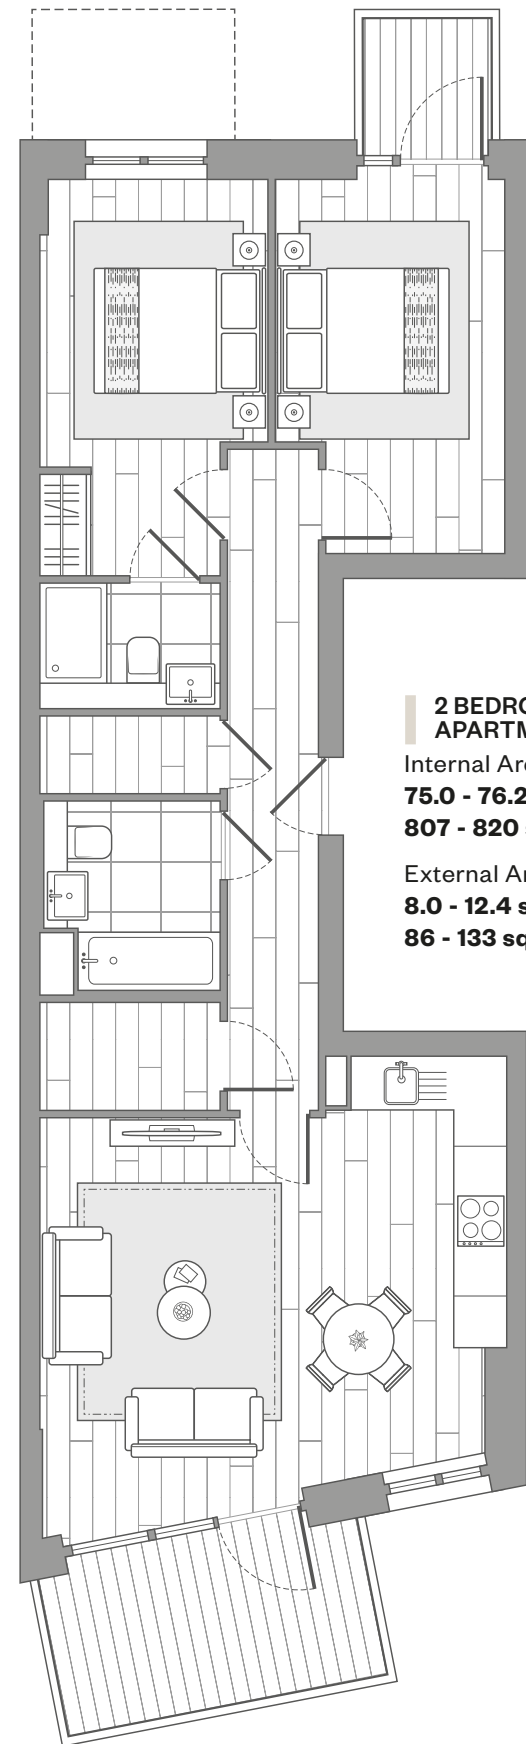 2 BEDRO
APARTM
Internal Are
75.0 - 76.2
807 - 820
External Ar
8.0 - 12.4 s
86 - 133 sq